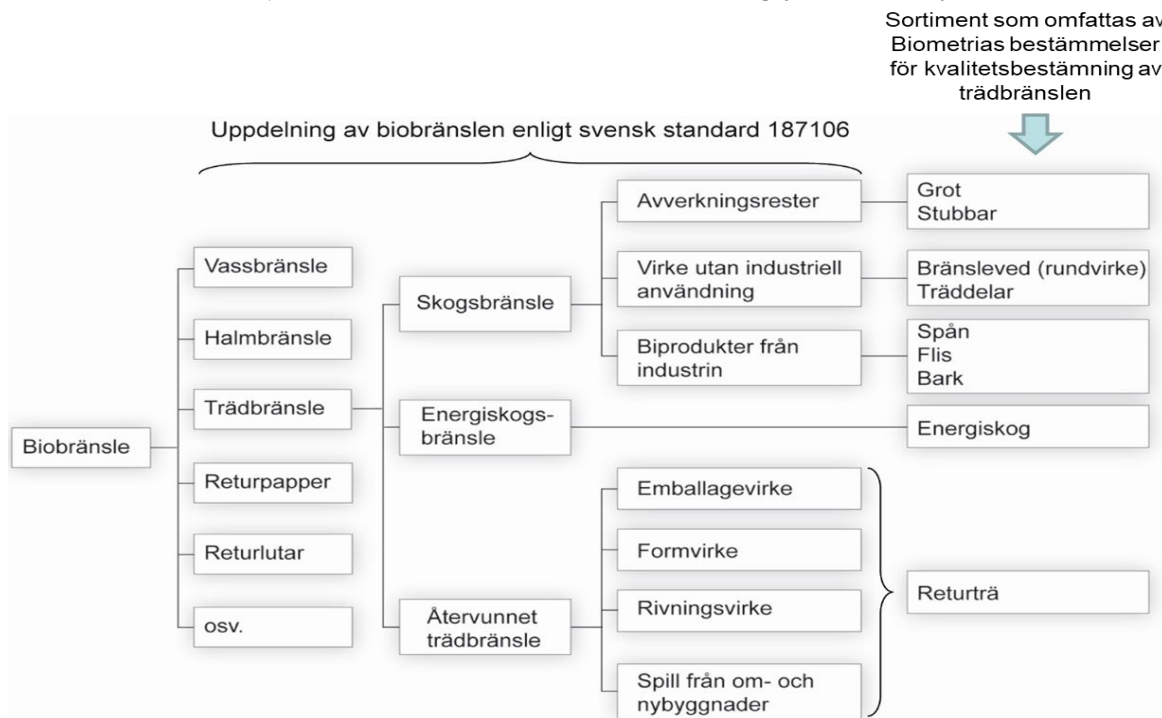 Sortiment som omfattas av
Biometrias bestämmelser
för kvalitetsbestämning av
trädbränslen
Uppdelning av biobränslen enligt svensk standard 187106
Biobränsle
Vassbränsle
Halmbränsle
Trädbränsle
Returpapper
Returlutar
osv.
Skogsbränsle
Energiskogs-
bränsle
Återvunnet
trädbränsle
Avverkningsrester
Virke utan industriell
användning
Biprodukter från
industrin
Emballagevirke
Formvirke
Rivningsvirke
Spill från om- och
nybyggnader
Grot
Stubbar
Bränsleved (rundvirke)
Träddelar
Spån
Flis
Bark
Energiskog
Returträ